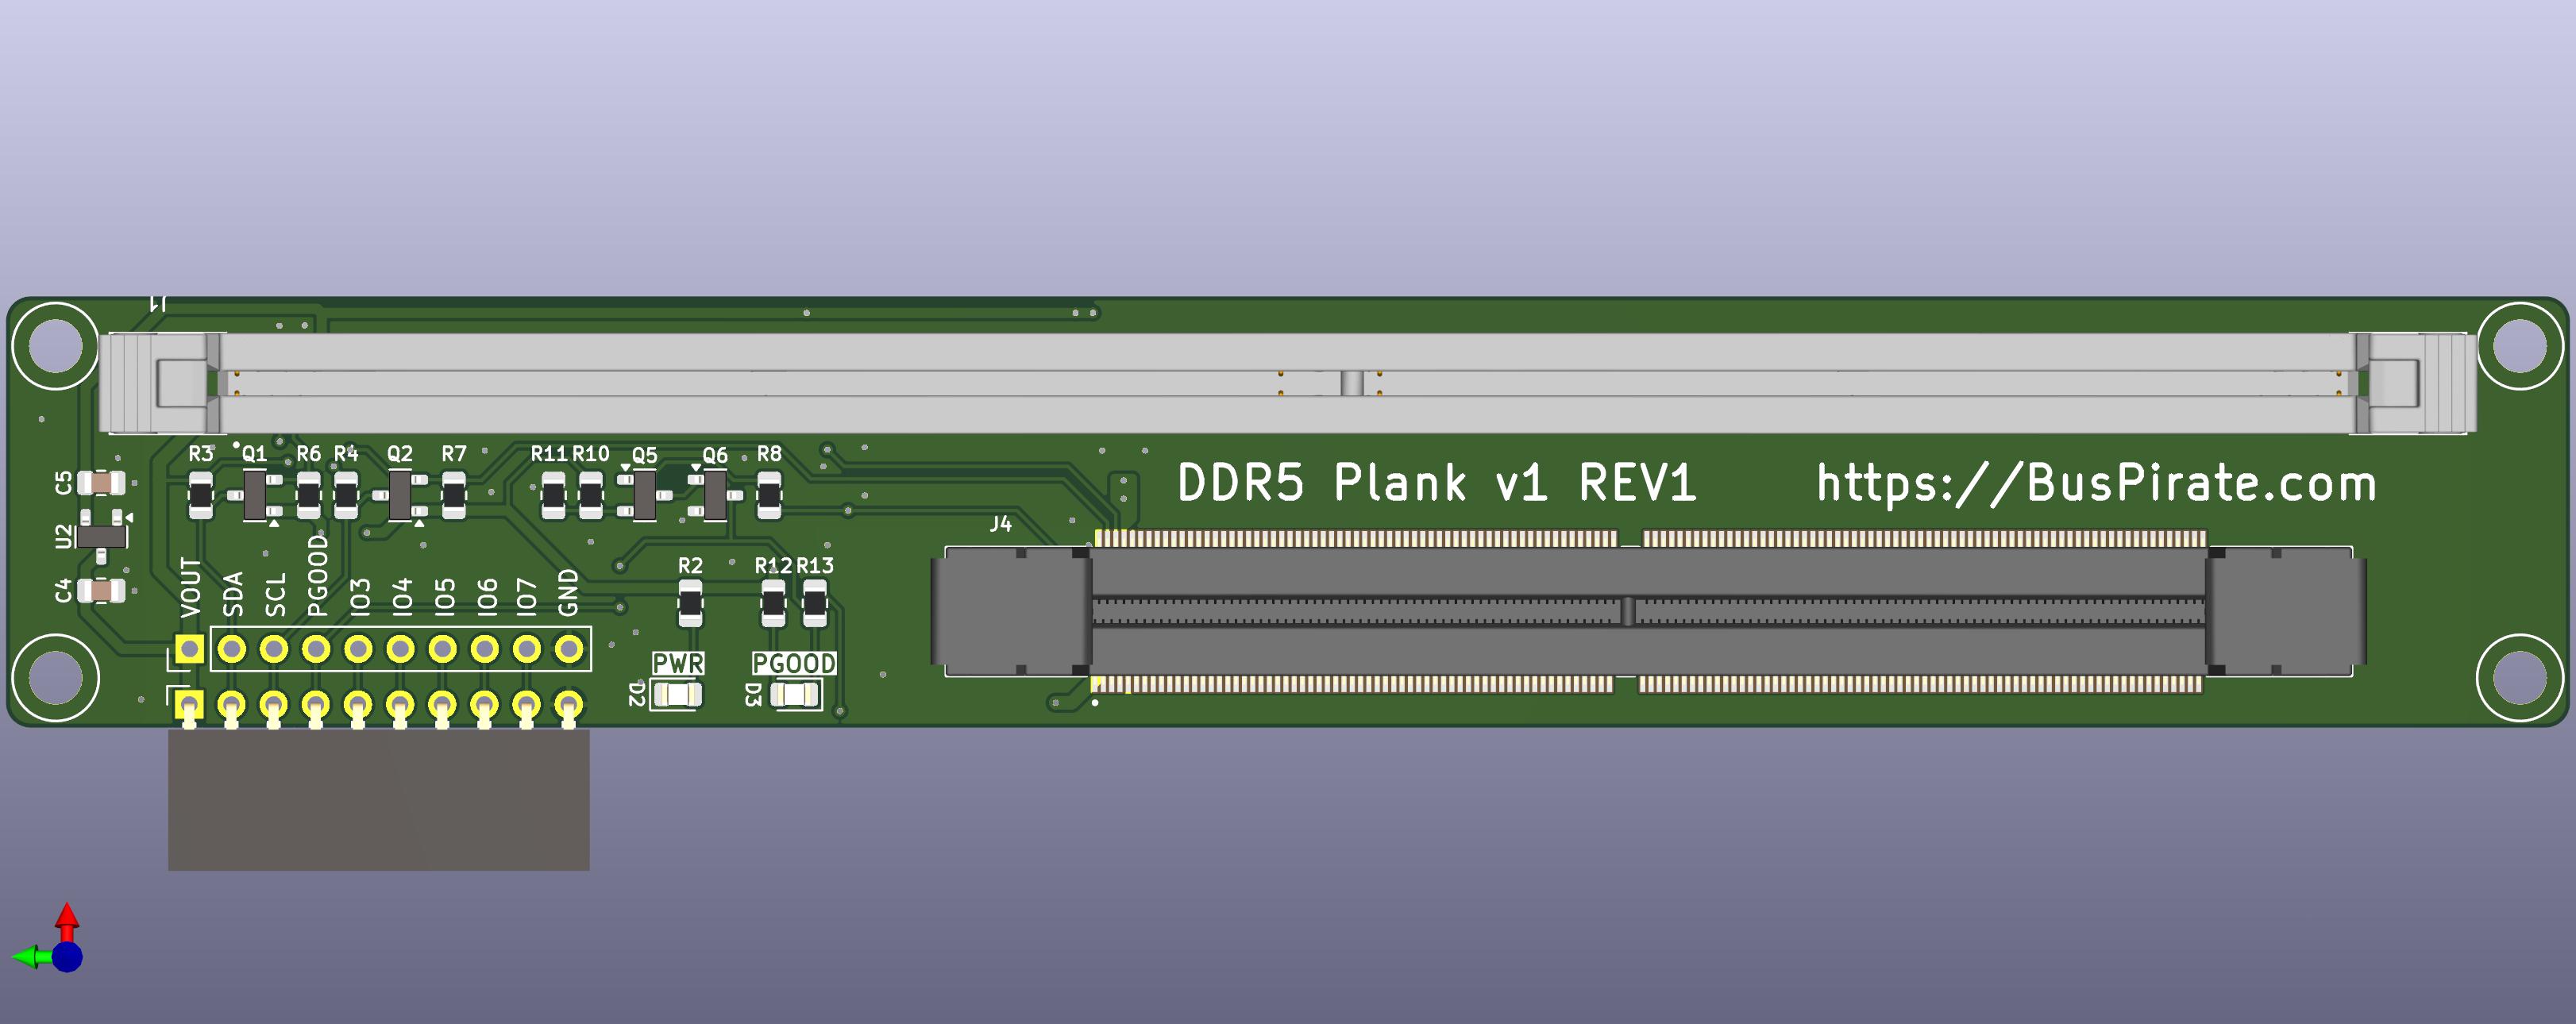 J1
R3 Q1 R6 R4 Q2 R7 R11 R10 Q5 Q6 R8
C5
DDR5 Plank v1 REV1 https://BusPirate.com
U2
J4
C4
VOUT SDA SCL PGOOD IO3 IO4 IO5 IO6 IO7 GND
R2 R12 R13
PWR PGOOD
D2 D3